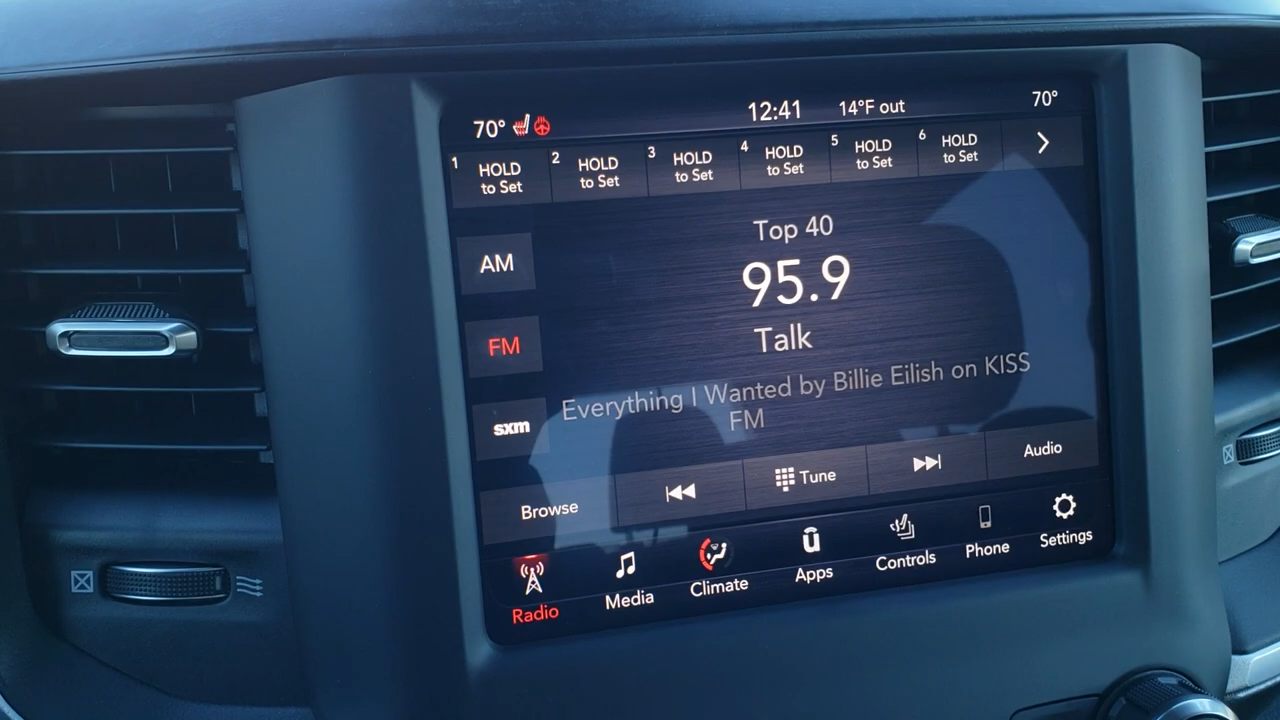 70° 12:41 14°F out 70°
1 HOLD to Set
2 HOLD to Set
3 HOLD to Set
4 HOLD to Set
5 HOLD to Set
6 HOLD to Set
Top 40
AM
95.9
FM
Talk
Everything I Wanted by Billie Eilish on KISS
FM
sxm
Browse Tune Audio
Radio Media Climate Apps Controls Phone Settings